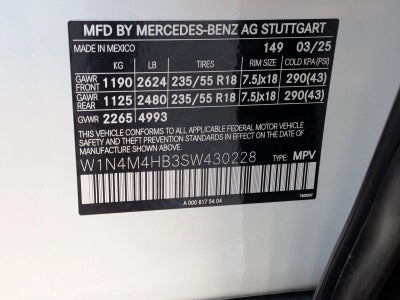 MFD BY MERCEDES-BENZ AG STUTTGART
MADE IN MEXICO 149 03/25
KG LB TIRES RIM SIZE COLD KPA (PSI)
GAWR FRONT 1190 2624 235/55 R18 7.5Jx18 290(43)
GAWR REAR 1125 2480 235/55 R18 7.5Jx18 290(43)
GVWR 2265 4993
THIS VEHICLE CONFORMS TO ALL APPLICABLE U.S.
FEDERAL MOTOR VEHICLE SAFETY, BUMPER, AND THEFT
PREVENTION STANDARDS IN EFFECT ON THE DATE OF
MANUFACTURE SHOWN ABOVE.
W1N4M4HB3SW430228 TYPE: MPV
A 000 817 54 04